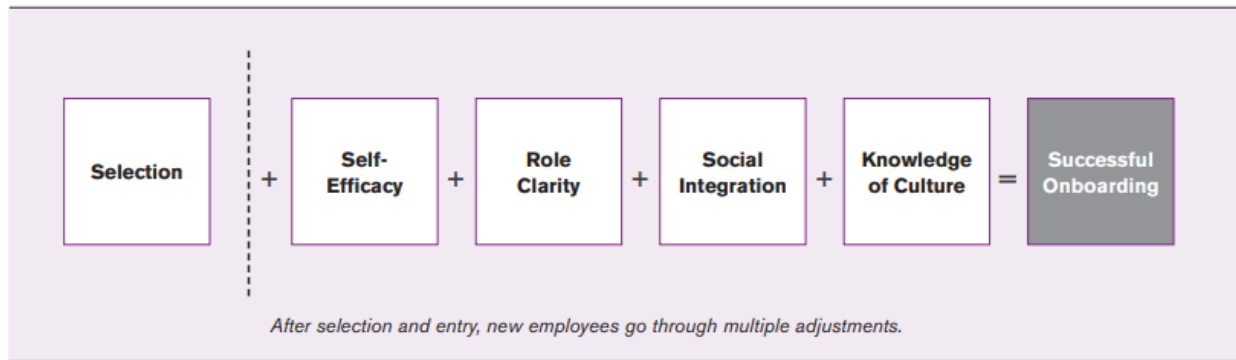 Selection
+
Self-
Efficacy
+
Role
Clarity
+
Social
Integration
+
Knowledge
of Culture
=
Successful
Onboarding
After selection and entry, new employees go through multiple adjustments.